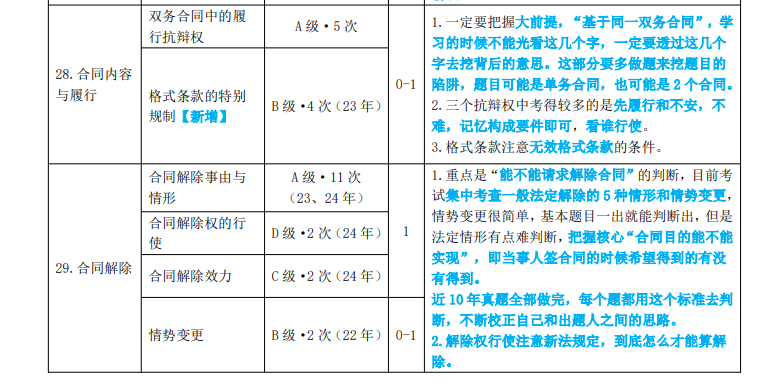 双务合同中的履
行抗辩权
A 级·5 次
28.合同内容
与履行
格式条款的特别
规制【新增】
B 级·4 次（23 年）
0-1
1.一定要把握大前提，“基于同一双务合同”，学
习的时候不能光看这几个字，一定要透过这几个
字去挖背后的意思。这部分要多做题来挖题目的
陷阱，题目可能是单务合同，也可能是 2 个合同。
2.三个抗辩权中考得较多的是先履行和不安，不
难，记忆构成要件即可，看谁行使。
3.格式条款注意无效格式条款的条件。
29.合同解除
合同解除事由与
情形
A 级·11 次
（23、24 年）
合同解除权的行
使
D 级·2 次（24 年）
合同解除效力
C 级·2 次（24 年）
1
情势变更
B 级·2 次（22 年）
0-1
1.重点是“能不能请求解除合同”的判断，目前考
试集中考查一般法定解除的 5 种情形和情势变更，
情势变更很简单，基本题目一出就能判断出，但是
法定情形有点难判断，把握核心“合同目的能不能
实现”，即当事人签合同的时候希望得到的有没
有得到。
近 10 年真题全部做完，每个题都用这个标准去判
断，不断校正自己和出题人之间的思路。
2.解除权行使注意新法规定，到底怎么才能算解
除。